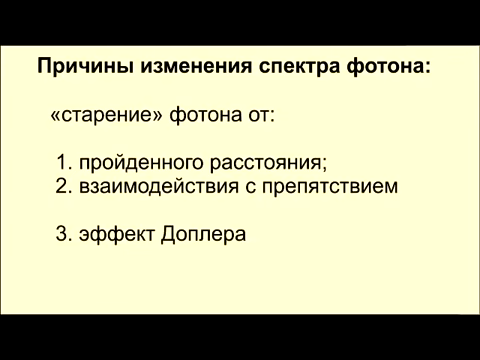 Причины изменения спектра фотона:
«старение» фотона от:
1. пройденного расстояния;
2. взаимодействия с препятствием
3. эффект Доплера